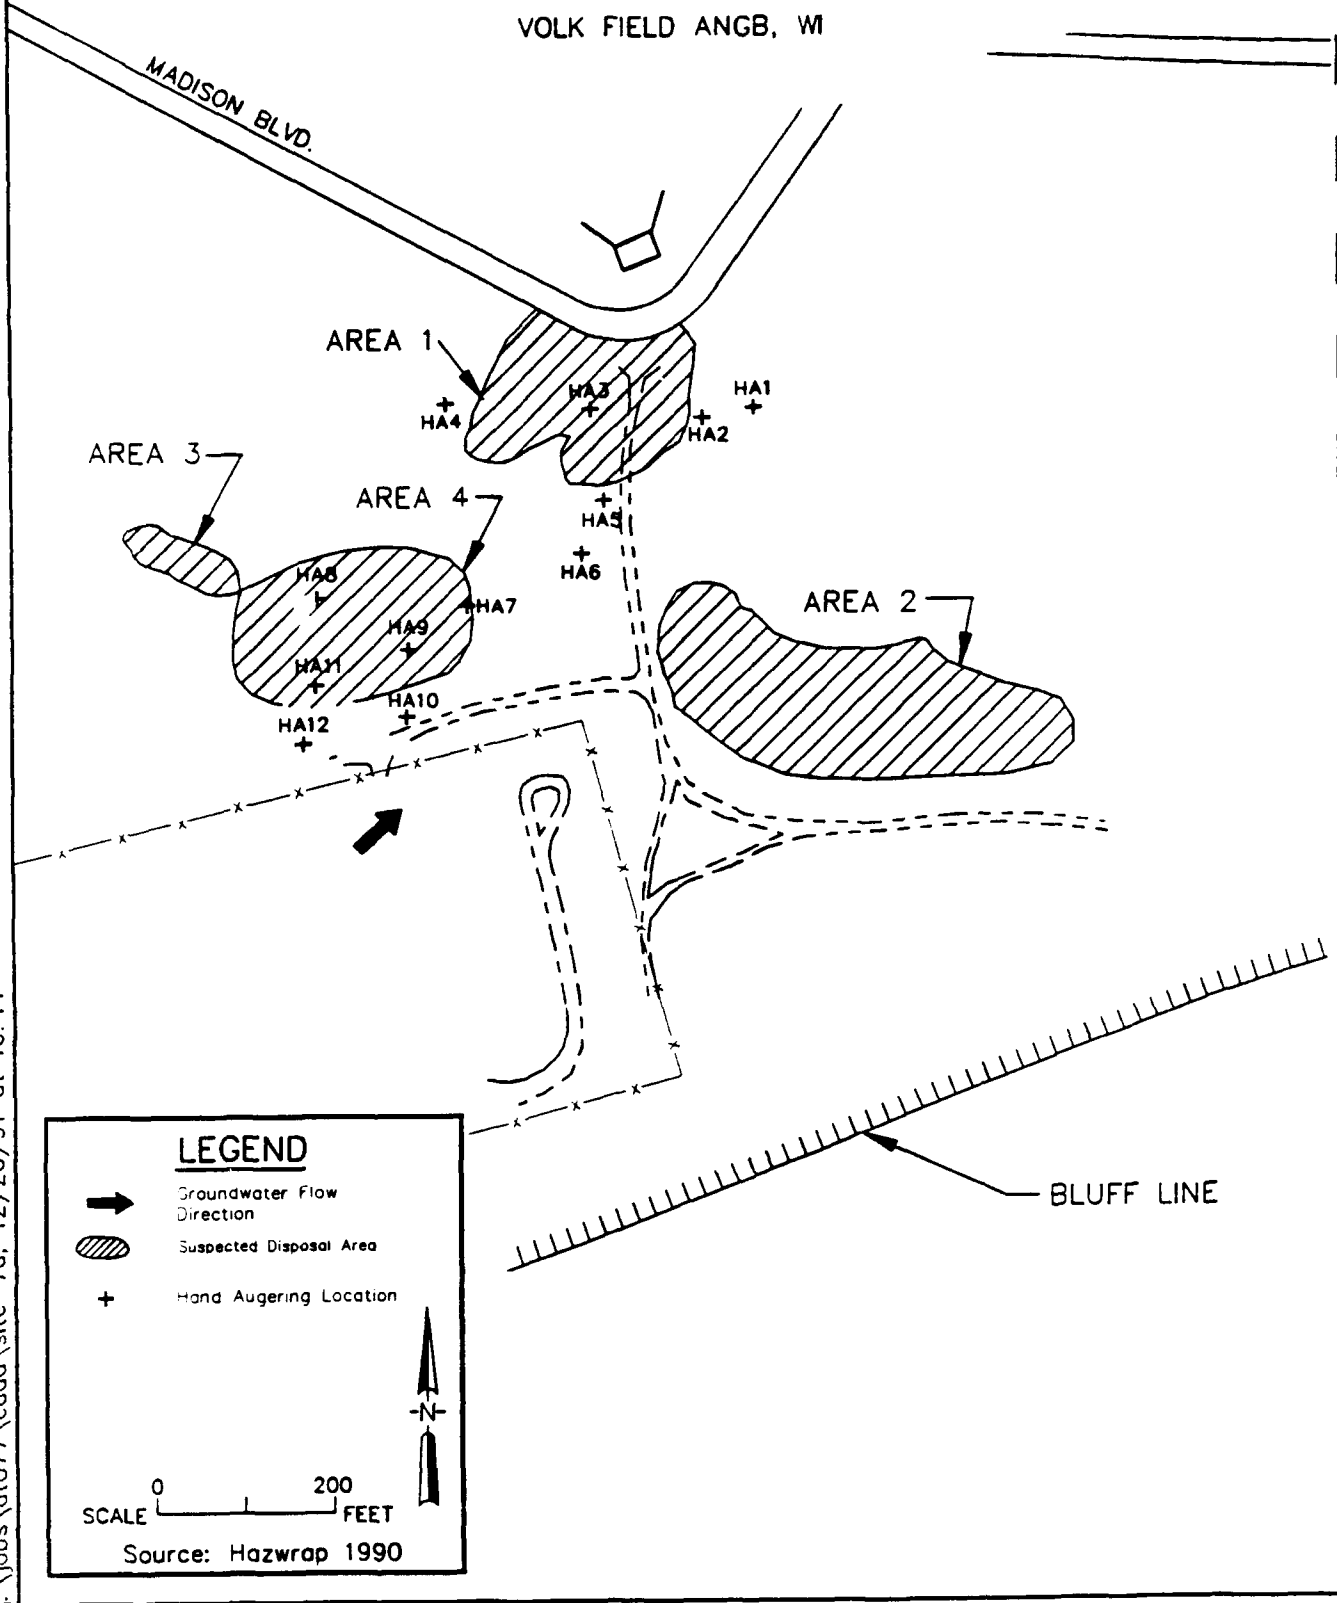 VOLK FIELD ANGB, WI
MADISON BLVD.
AREA 1
HA3
HA1
HA4
HA2
AREA 3
AREA 4
HA5
HA6
HA8
HA7
AREA 2
HA9
HA11
HA10
HA12
BLUFF LINE
LEGEND
Groundwater Flow
Direction
Suspected Disposal Area
Hand Augering Location
-N-
0 200
SCALE FEET
Source: Hazwrap 1990